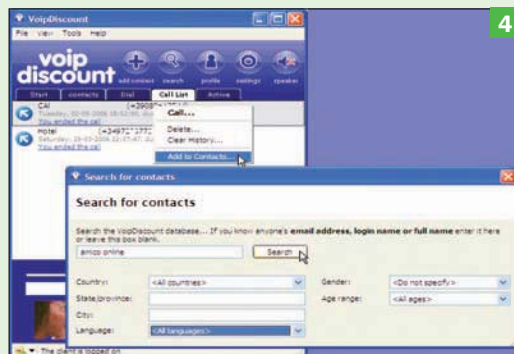 4
VoipDiscount
File View Tools Help
voip
discount
add contact search profile settings speaker
Start contacts Dial Call List Active
CAI
You ended the call
Hotel
You ended the call
Call...
Delete...
Clear History...
Add to Contacts...
Search for contacts
Search for contacts
Search the VoipDiscount database... If you know anyone's email address, login name or full name enter it here
or leave this box blank.
amico online Search
Country: <All countries> Gender: <Do not specify>
State/province: Age range: <All ages>
City:
Language: <All languages>
The client is logged on